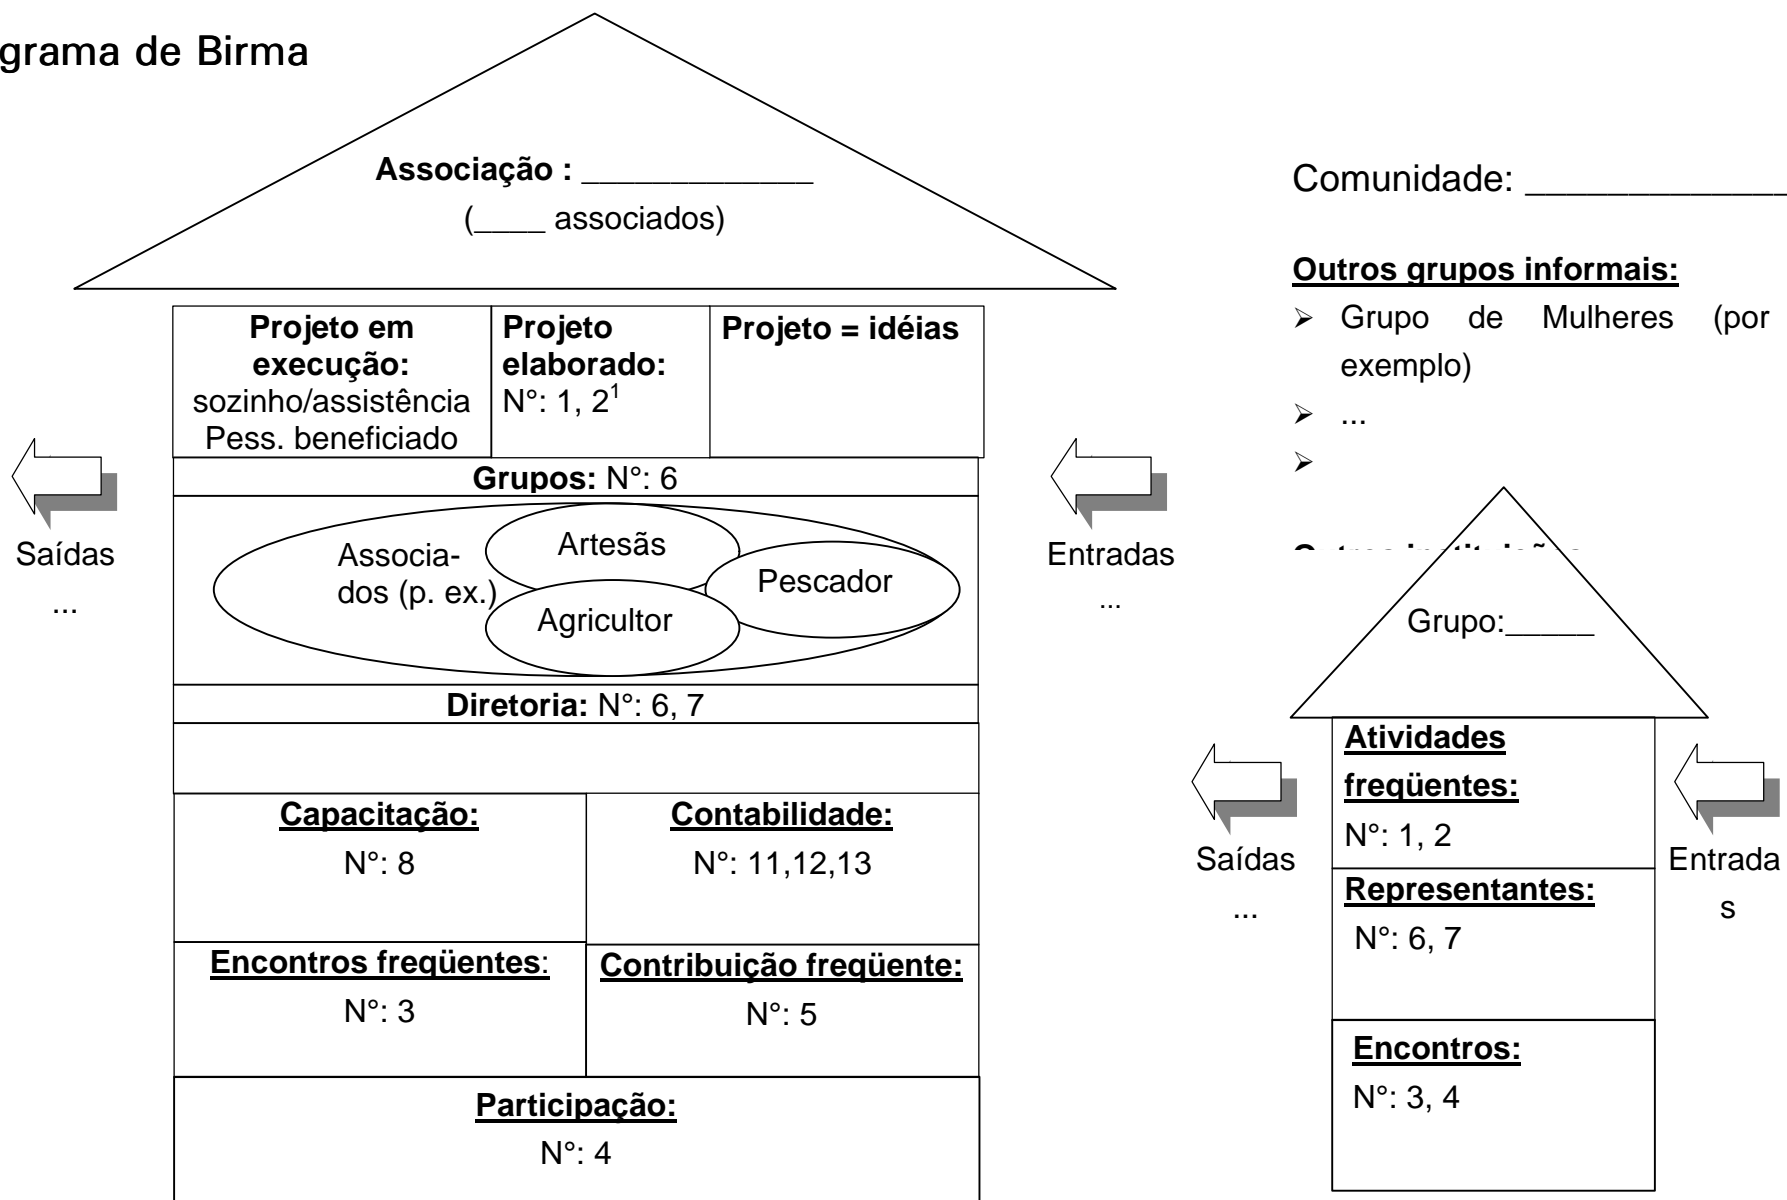 grama de Birma
Associação : _____________
(____ associados)
Projeto em
execução:
sozinho/assistência
Pess. beneficiado
Projeto
elaborado:
N°: 1, 2¹
Projeto = idéias
Grupos: N°: 6
Associa-
dos (p. ex.)
Artesãs
Pescador
Agricultor
Diretoria: N°: 6, 7
Capacitação:
N°: 8
Contabilidade:
N°: 11,12,13
Encontros freqüentes:
N°: 3
Contribuição freqüente:
N°: 5
Participação:
N°: 4
Saídas
...
Entradas
...
Comunidade: _____________
Outros grupos informais:
➢ Grupo de Mulheres (por
exemplo)
➢ ...
➢
Grupo:_____
Atividades
freqüentes:
N°: 1, 2
Representantes:
N°: 6, 7
Encontros:
N°: 3, 4
Saídas
...
Entrada
s